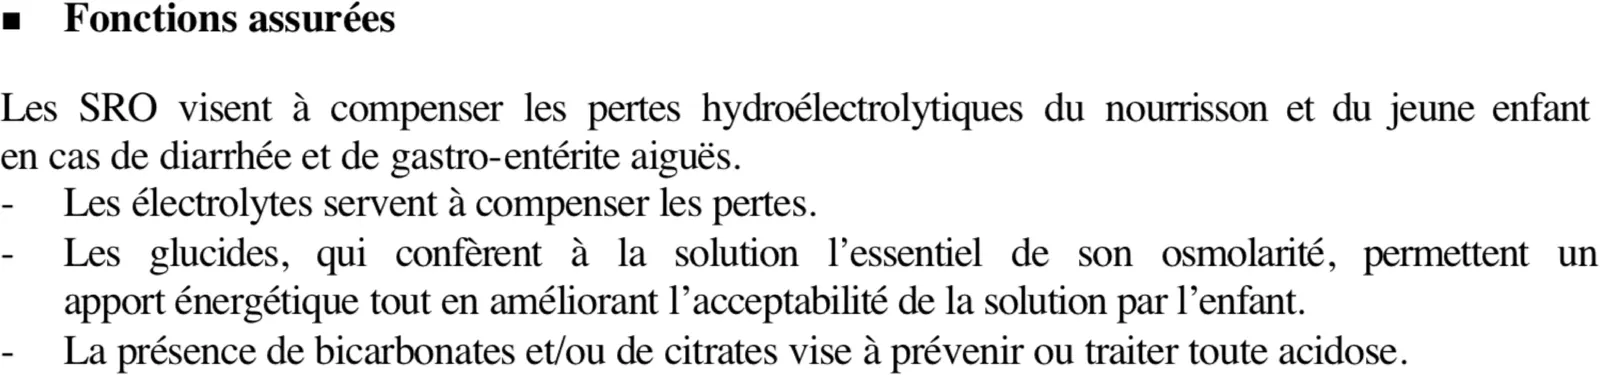 ▪ Fonctions assurées
Les SRO visent à compenser les pertes hydroélectrolytiques du nourrisson et du jeune enfant
en cas de diarrhée et de gastro-entérite aiguës.
- Les électrolytes servent à compenser les pertes.
- Les glucides, qui confèrent à la solution l’essentiel de son osmolarité, permettent un
apport énergétique tout en améliorant l’acceptabilité de la solution par l’enfant.
- La présence de bicarbonates et/ou de citrates vise à prévenir ou traiter toute acidose.